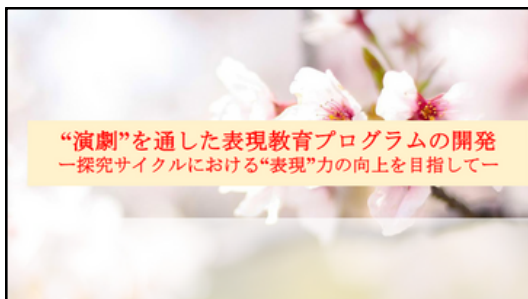 “演劇”を通した表現教育プログラムの開発
ー探究サイクルにおける“表現”力の向上を目指してー